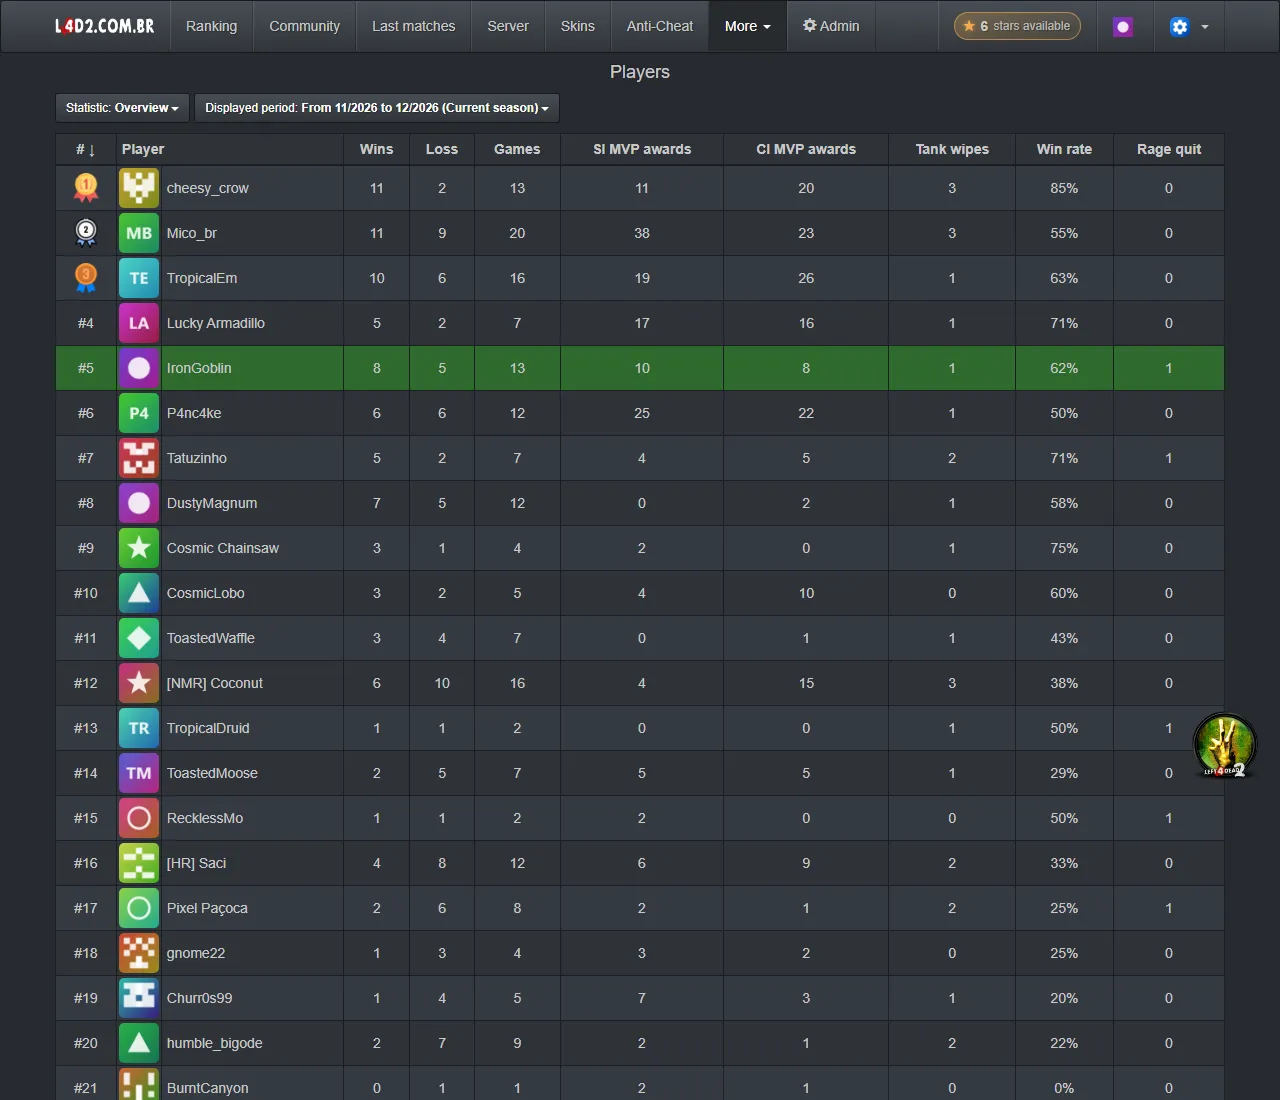 L4D2.COM.BR Ranking Community Last matches Server Skins Anti-Cheat More Admin 6 stars available
Players
Statistic: Overview Displayed period: From 11/2026 to 12/2026 (Current season)
# ↓ Player Wins Loss Games SI MVP awards CI MVP awards Tank wipes Win rate Rage quit
1 cheesy_crow 11 2 13 11 20 3 85% 0
2 MB Mico_br 11 9 20 38 23 3 55% 0
3 TE TropicalEm 10 6 16 19 26 1 63% 0
#4 LA Lucky Armadillo 5 2 7 17 16 1 71% 0
#5 IronGoblin 8 5 13 10 8 1 62% 1
#6 P4 P4nc4ke 6 6 12 25 22 1 50% 0
#7 Tatuzinho 5 2 7 4 5 2 71% 1
#8 DustyMagnum 7 5 12 0 2 1 58% 0
#9 Cosmic Chainsaw 3 1 4 2 0 1 75% 0
#10 CosmicLobo 3 2 5 4 10 0 60% 0
#11 ToastedWaffle 3 4 7 0 1 1 43% 0
#12 [NMR] Coconut 6 10 16 4 15 3 38% 0
#13 TR TropicalDruid 1 1 2 0 0 1 50% 1
#14 TM ToastedMoose 2 5 7 5 5 1 29% 0
LEFT 4 DEAD 2
#15 RecklessMo 1 1 2 2 0 0 50% 1
#16 [HR] Saci 4 8 12 6 9 2 33% 0
#17 Pixel Paçoca 2 6 8 2 1 2 25% 1
#18 gnome22 1 3 4 3 2 0 25% 0
#19 Churr0s99 1 4 5 7 3 1 20% 0
#20 humble_bigode 2 7 9 2 1 2 22% 0
#21 BurntCanyon 0 1 1 2 1 0 0% 0